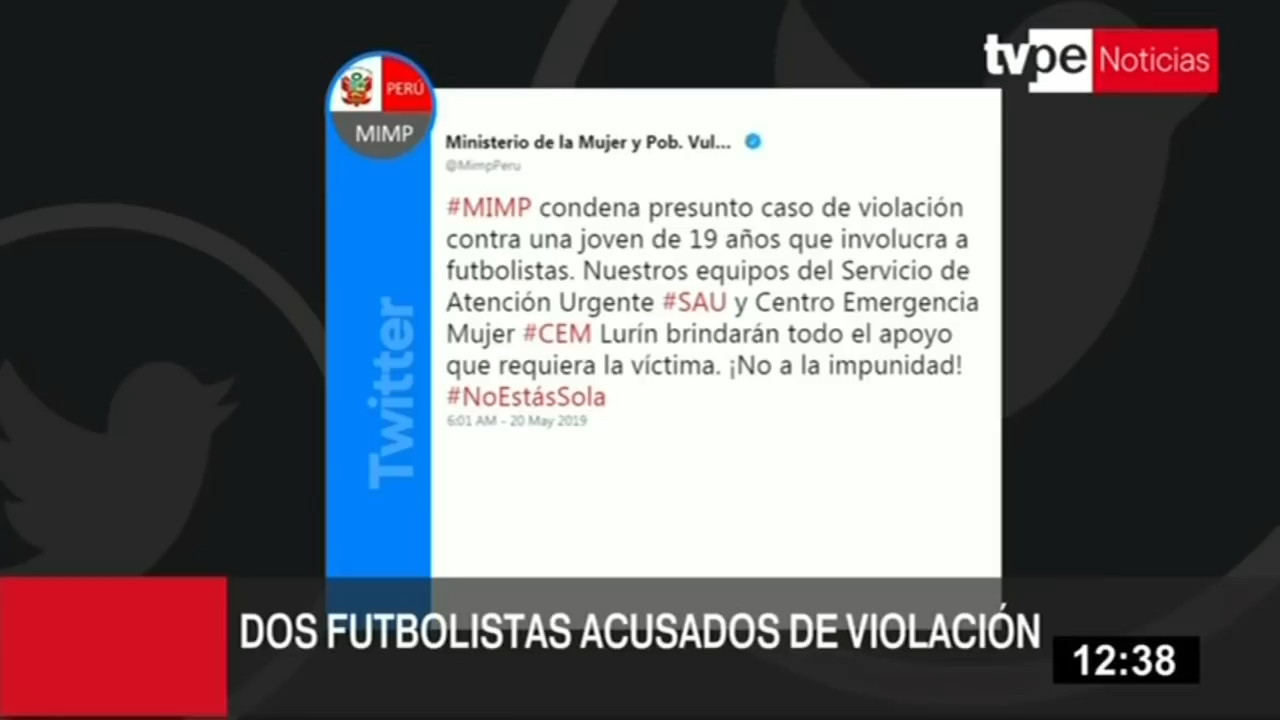 tvpe Noticias
PERÚ
MIMP
Ministerio de la Mujer y Pob. Vul...
@MimpPeru
#MIMP condena presunto caso de violación
contra una joven de 19 años que involucra a
futbolistas. Nuestros equipos del Servicio de
Atención Urgente #SAU y Centro Emergencia
Mujer #CEM Lurín brindarán todo el apoyo
que requiera la víctima. ¡No a la impunidad!
#NoEstásSola
6:01 AM - 20 May 2019
Twitter
DOS FUTBOLISTAS ACUSADOS DE VIOLACIÓN
12:38